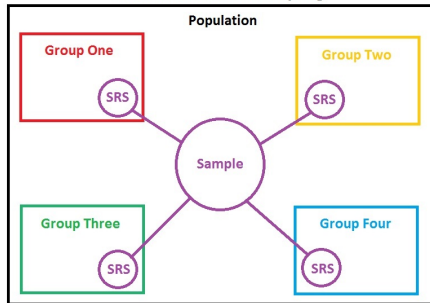 Population
Group One
Group Two
SRS
SRS
Sample
Group Three
Group Four
SRS
SRS